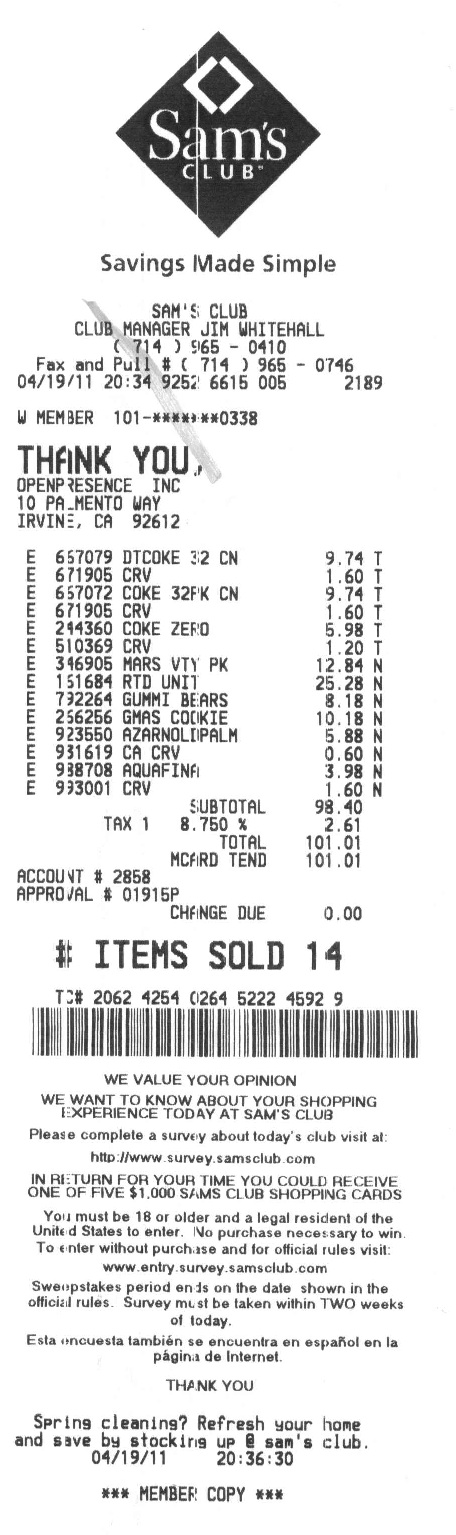 Sam's
CLUB
Savings Made Simple
SAM'S CLUB
CLUB MANAGER JIM WHITEHALL
( 714 ) 965 - 0410
Fax and Pull # ( 714 ) 965 - 0746
04/19/11 20:34 9252 6615 005 2189
W MEMBER 101-*******0338
THANK YOU,
OPENPRESENCE INC
10 PALMENTO WAY
IRVINE, CA 92612
E 657079 DTCOKE 32 CN 9.74 T
E 671905 CRV 1.60 T
E 657072 COKE 32PK CN 9.74 T
E 671905 CRV 1.60 T
E 244360 COKE ZERO 5.98 T
E 510369 CRV 1.20 T
E 346905 MARS VTY PK 12.84 N
E 151684 RTD UNIT 25.28 N
E 792264 GUMMI BEARS 8.18 N
E 256256 GMAS COOKIE 10.18 N
E 923550 AZARNOLDPALM 5.88 N
E 931619 CA CRV 0.60 N
E 988708 AQUAFINA 3.98 N
E 993001 CRV 1.60 N
SUBTOTAL 98.40
TAX 1 8.750 % 2.61
TOTAL 101.01
MCARD TEND 101.01
ACCOUNT # 2858
APPROVAL # 01915P
CHANGE DUE 0.00
# ITEMS SOLD 14
TC# 2062 4254 0264 5222 4592 9
WE VALUE YOUR OPINION
WE WANT TO KNOW ABOUT YOUR SHOPPING
EXPERIENCE TODAY AT SAM'S CLUB
Please complete a survey about today's club visit at:
http://www.survey.samsclub.com
IN RETURN FOR YOUR TIME YOU COULD RECEIVE
ONE OF FIVE $1,000 SAMS CLUB SHOPPING CARDS
You must be 18 or older and a legal resident of the
United States to enter. No purchase necessary to win.
To enter without purchase and for official rules visit:
www.entry.survey.samsclub.com
Sweepstakes period ends on the date shown in the
official rules. Survey must be taken within TWO weeks
of today.
Esta encuesta también se encuentra en español en la
página de Internet.
THANK YOU
Spring cleaning? Refresh your home
and save by stocking up @ sam's club.
04/19/11 20:36:30
*** MEMBER COPY ***